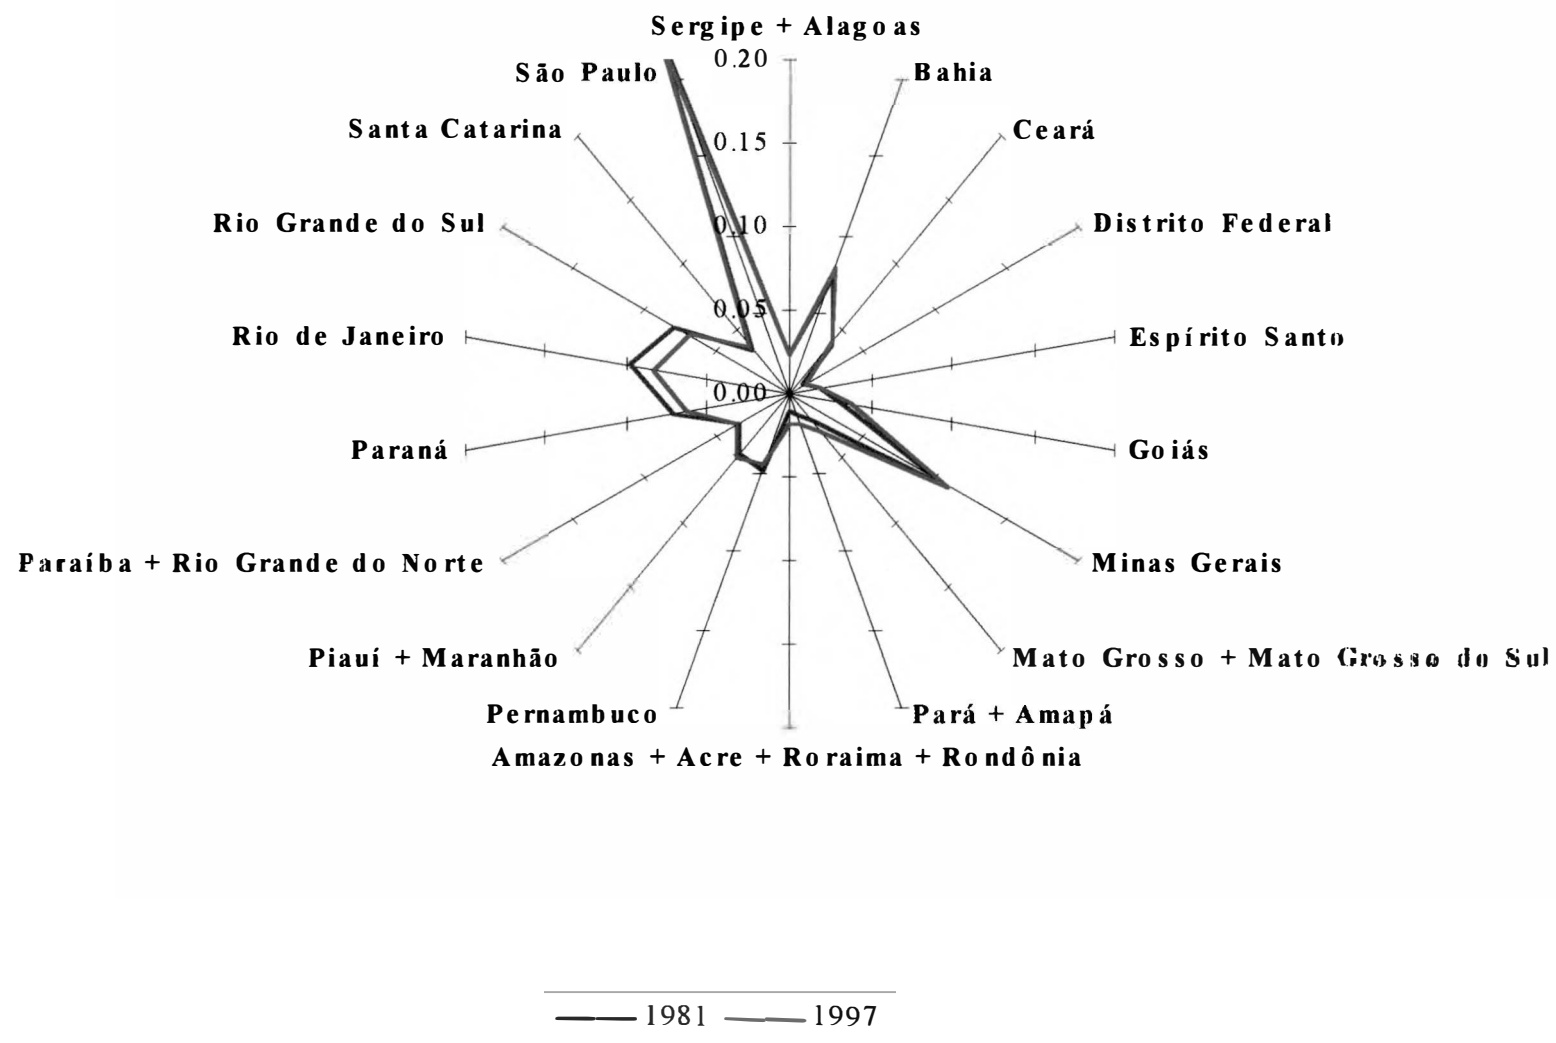 Sergipe + Alagoas
0.20
São Paulo
Bahia
Santa Catarina
0.15
Ceará
Rio Grande do Sul
0.10
Distrito Federal
0.05
Rio de Janeiro
Espírito Santo
0.00
Paraná
Goiás
Paraíba + Rio Grande do Norte
Minas Gerais
Piauí + Maranhão
Mato Grosso + Mato Grosso do Sul
Pernambuco
Pará + Amapá
Amazonas + Acre + Roraima + Rondônia
1981 1997